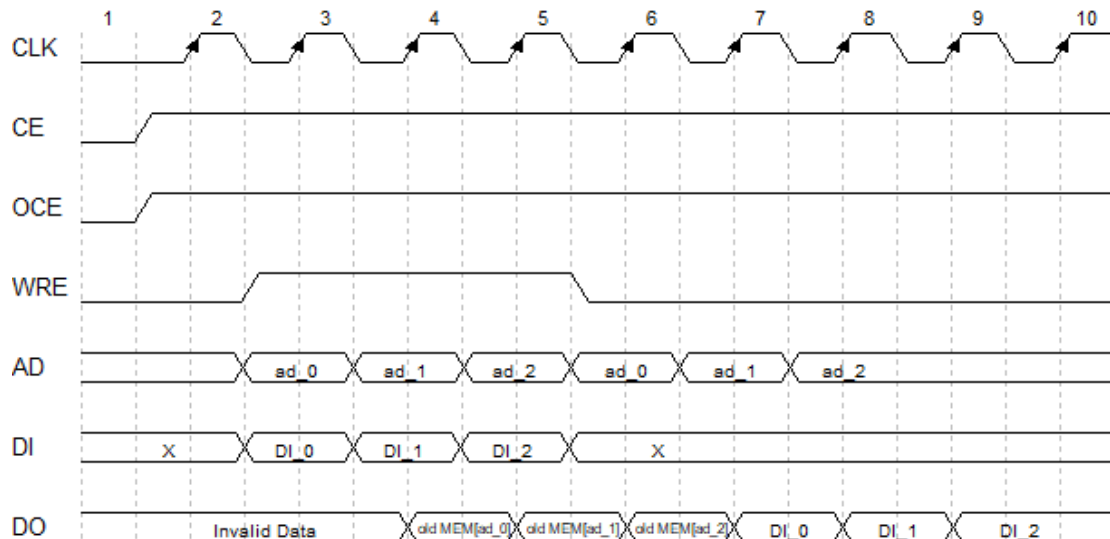 1 2 3 4 5 6 7 8 9 10
CLK
CE
OCE
WRE
AD ad_0 ad_1 ad_2 ad_0 ad_1 ad_2
DI X DI_0 DI_1 DI_2 X
DO Invalid Data old MEM[ad_0] old MEM[ad_1] old MEM[ad_2] DI_0 DI_1 DI_2